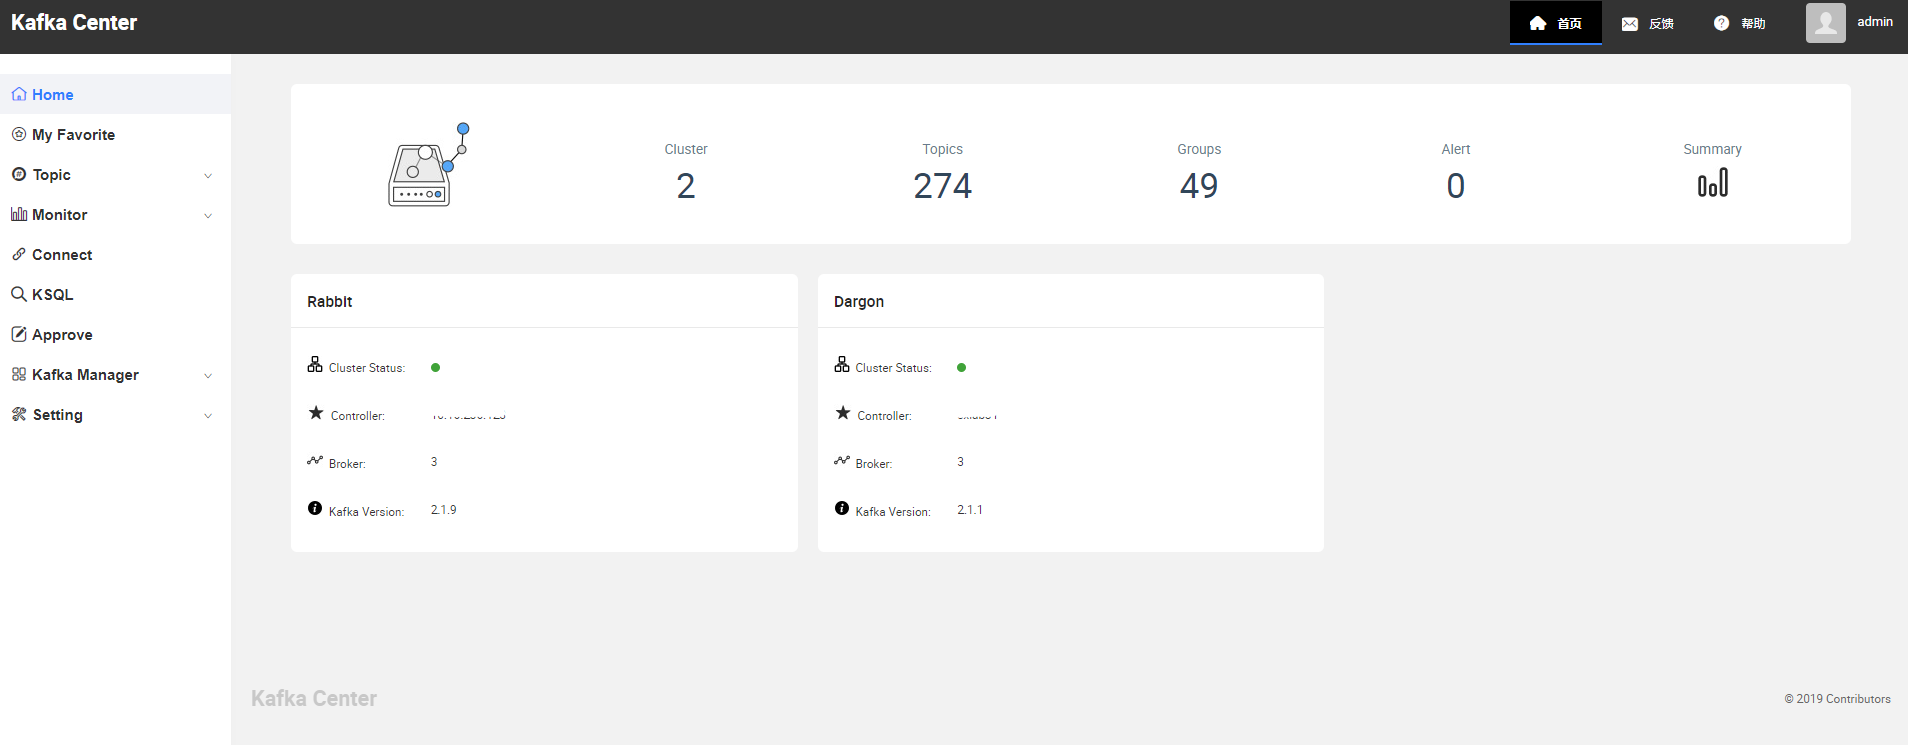 Kafka Center
首页
反馈
帮助
admin
Home
My Favorite
Topic
Monitor
Connect
KSQL
Approve
Kafka Manager
Setting
Cluster
2
Topics
274
Groups
49
Alert
0
Summary
Rabbit
Cluster Status:
Controller:
Broker: 3
Kafka Version: 2.1.9
Dargon
Cluster Status:
Controller:
Broker: 3
Kafka Version: 2.1.1
Kafka Center
© 2019 Contributors